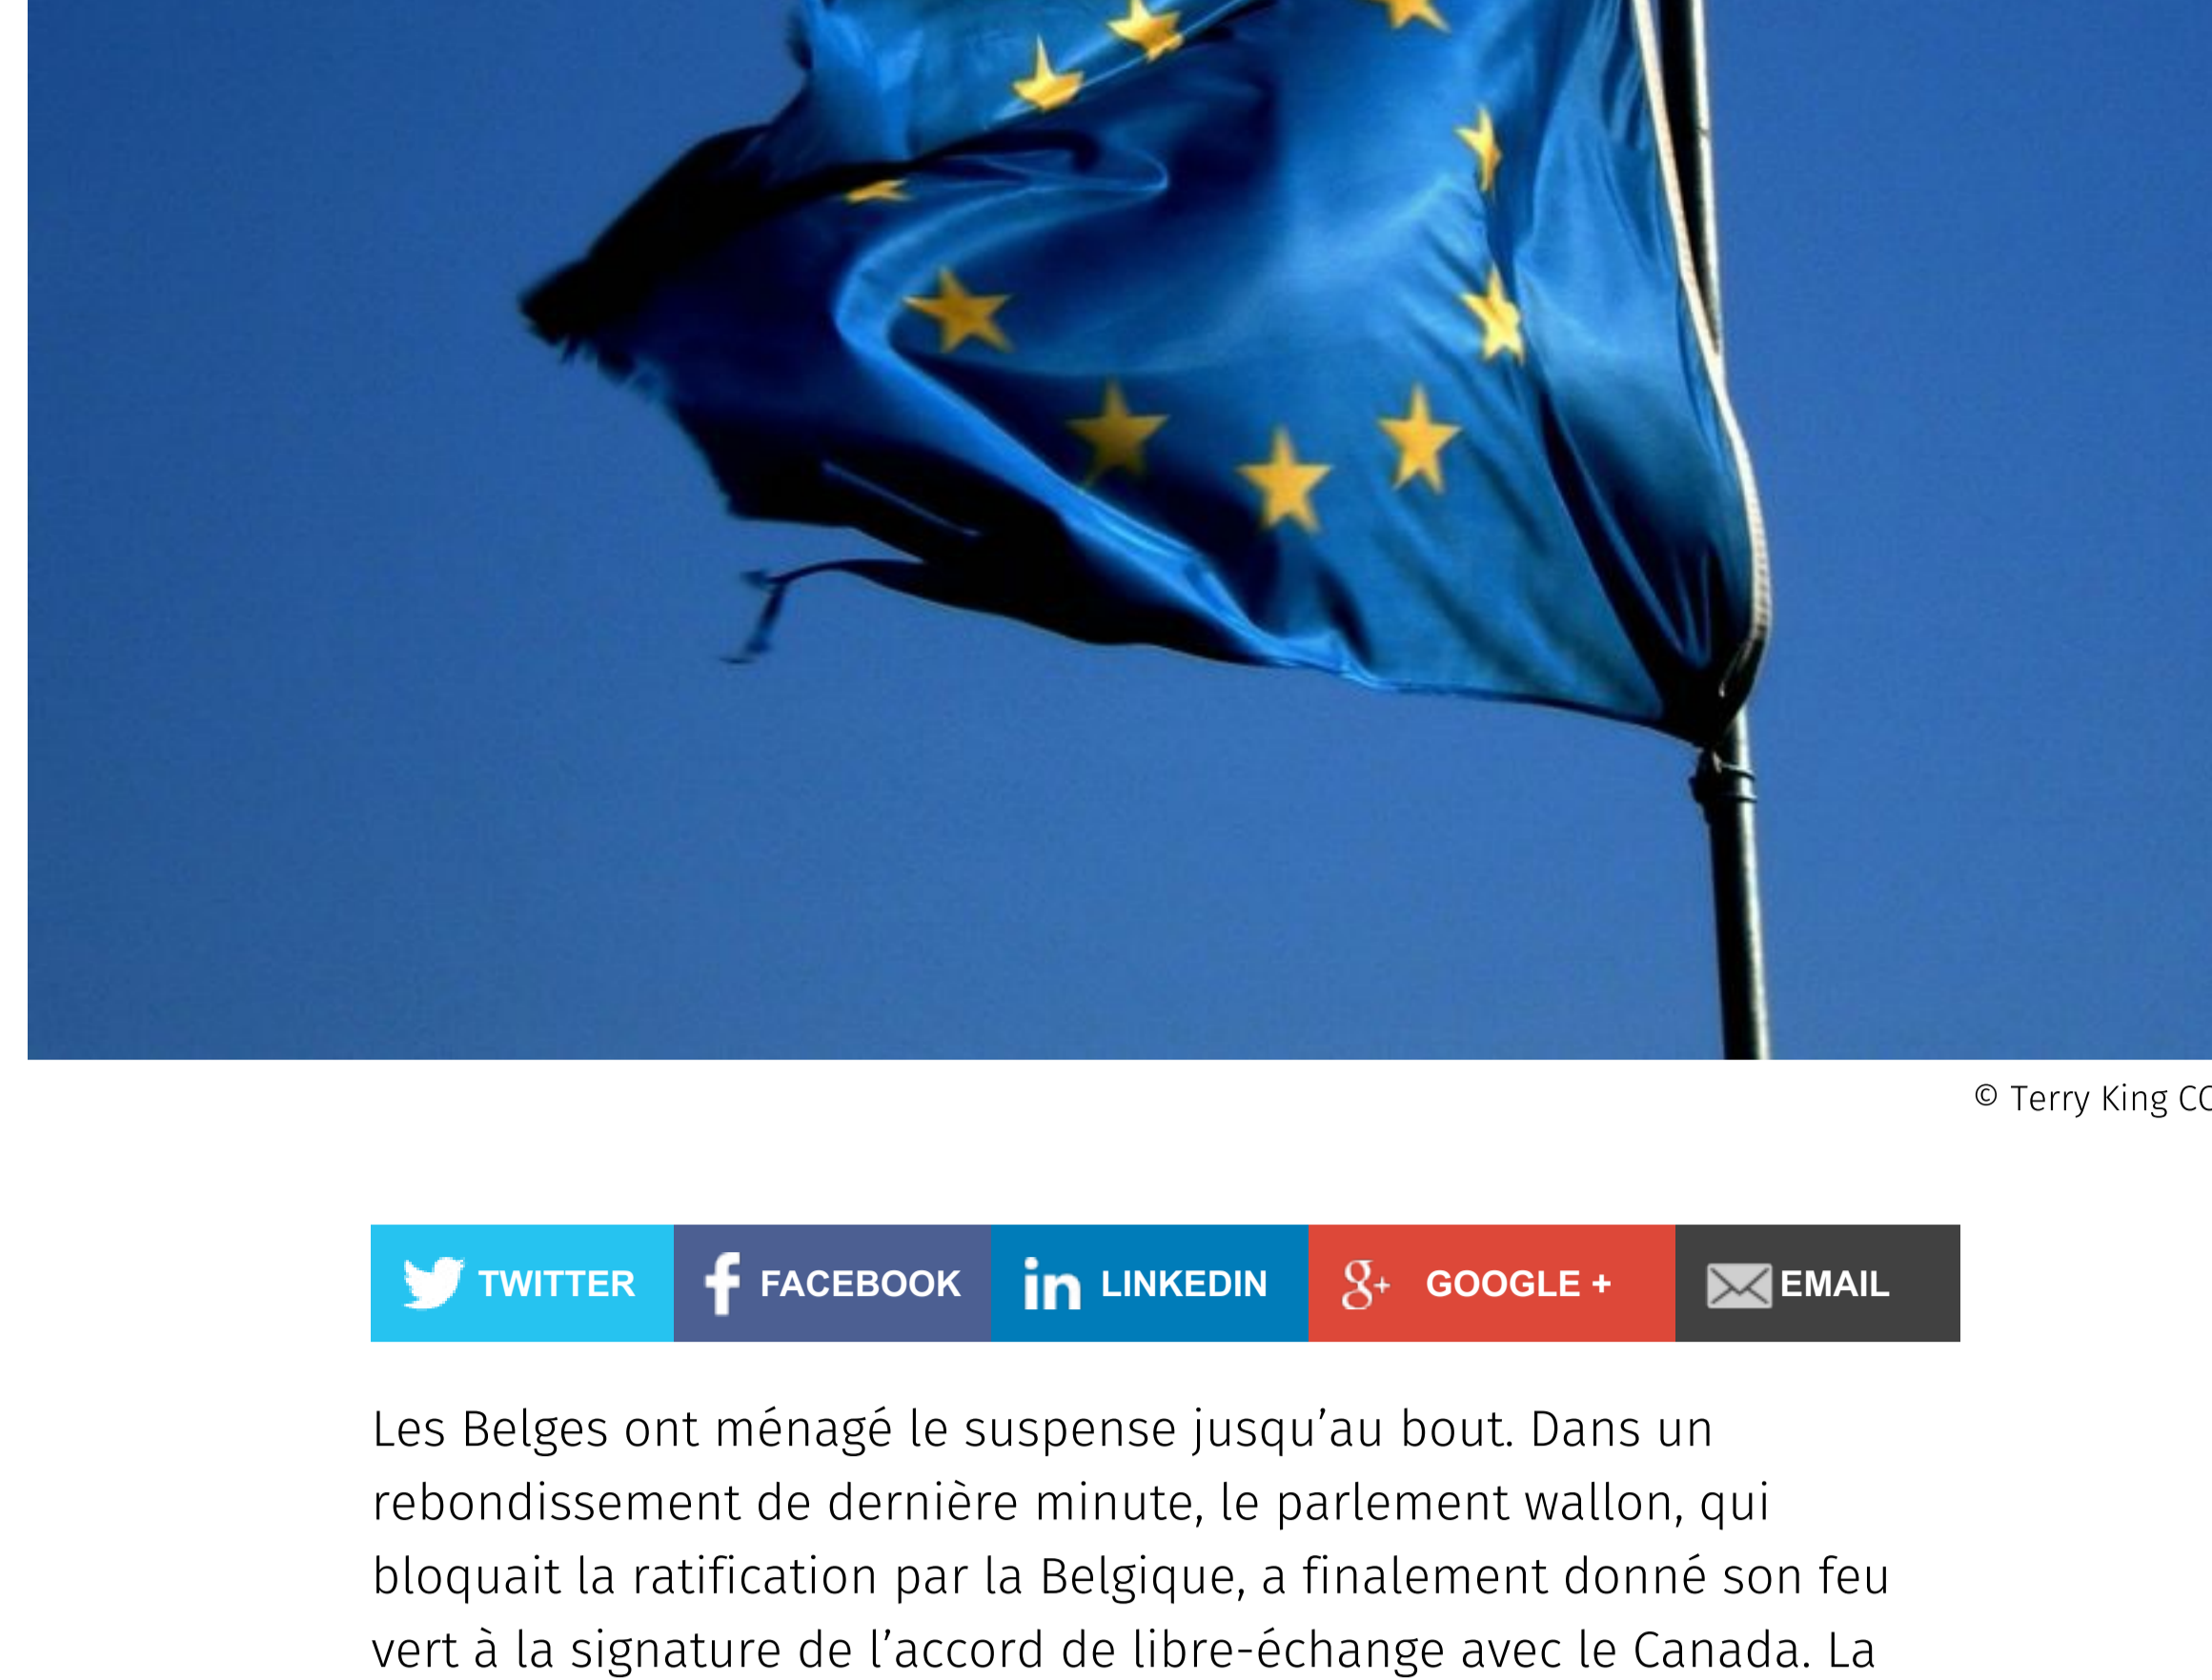 © Terry King CC
TWITTER FACEBOOK LINKEDIN GOOGLE + EMAIL
Les Belges ont ménagé le suspense jusqu’au bout. Dans un
rebondissement de dernière minute, le parlement wallon, qui
bloquait la ratification par la Belgique, a finalement donné son feu
vert à la signature de l’accord de libre-échange avec le Canada. La